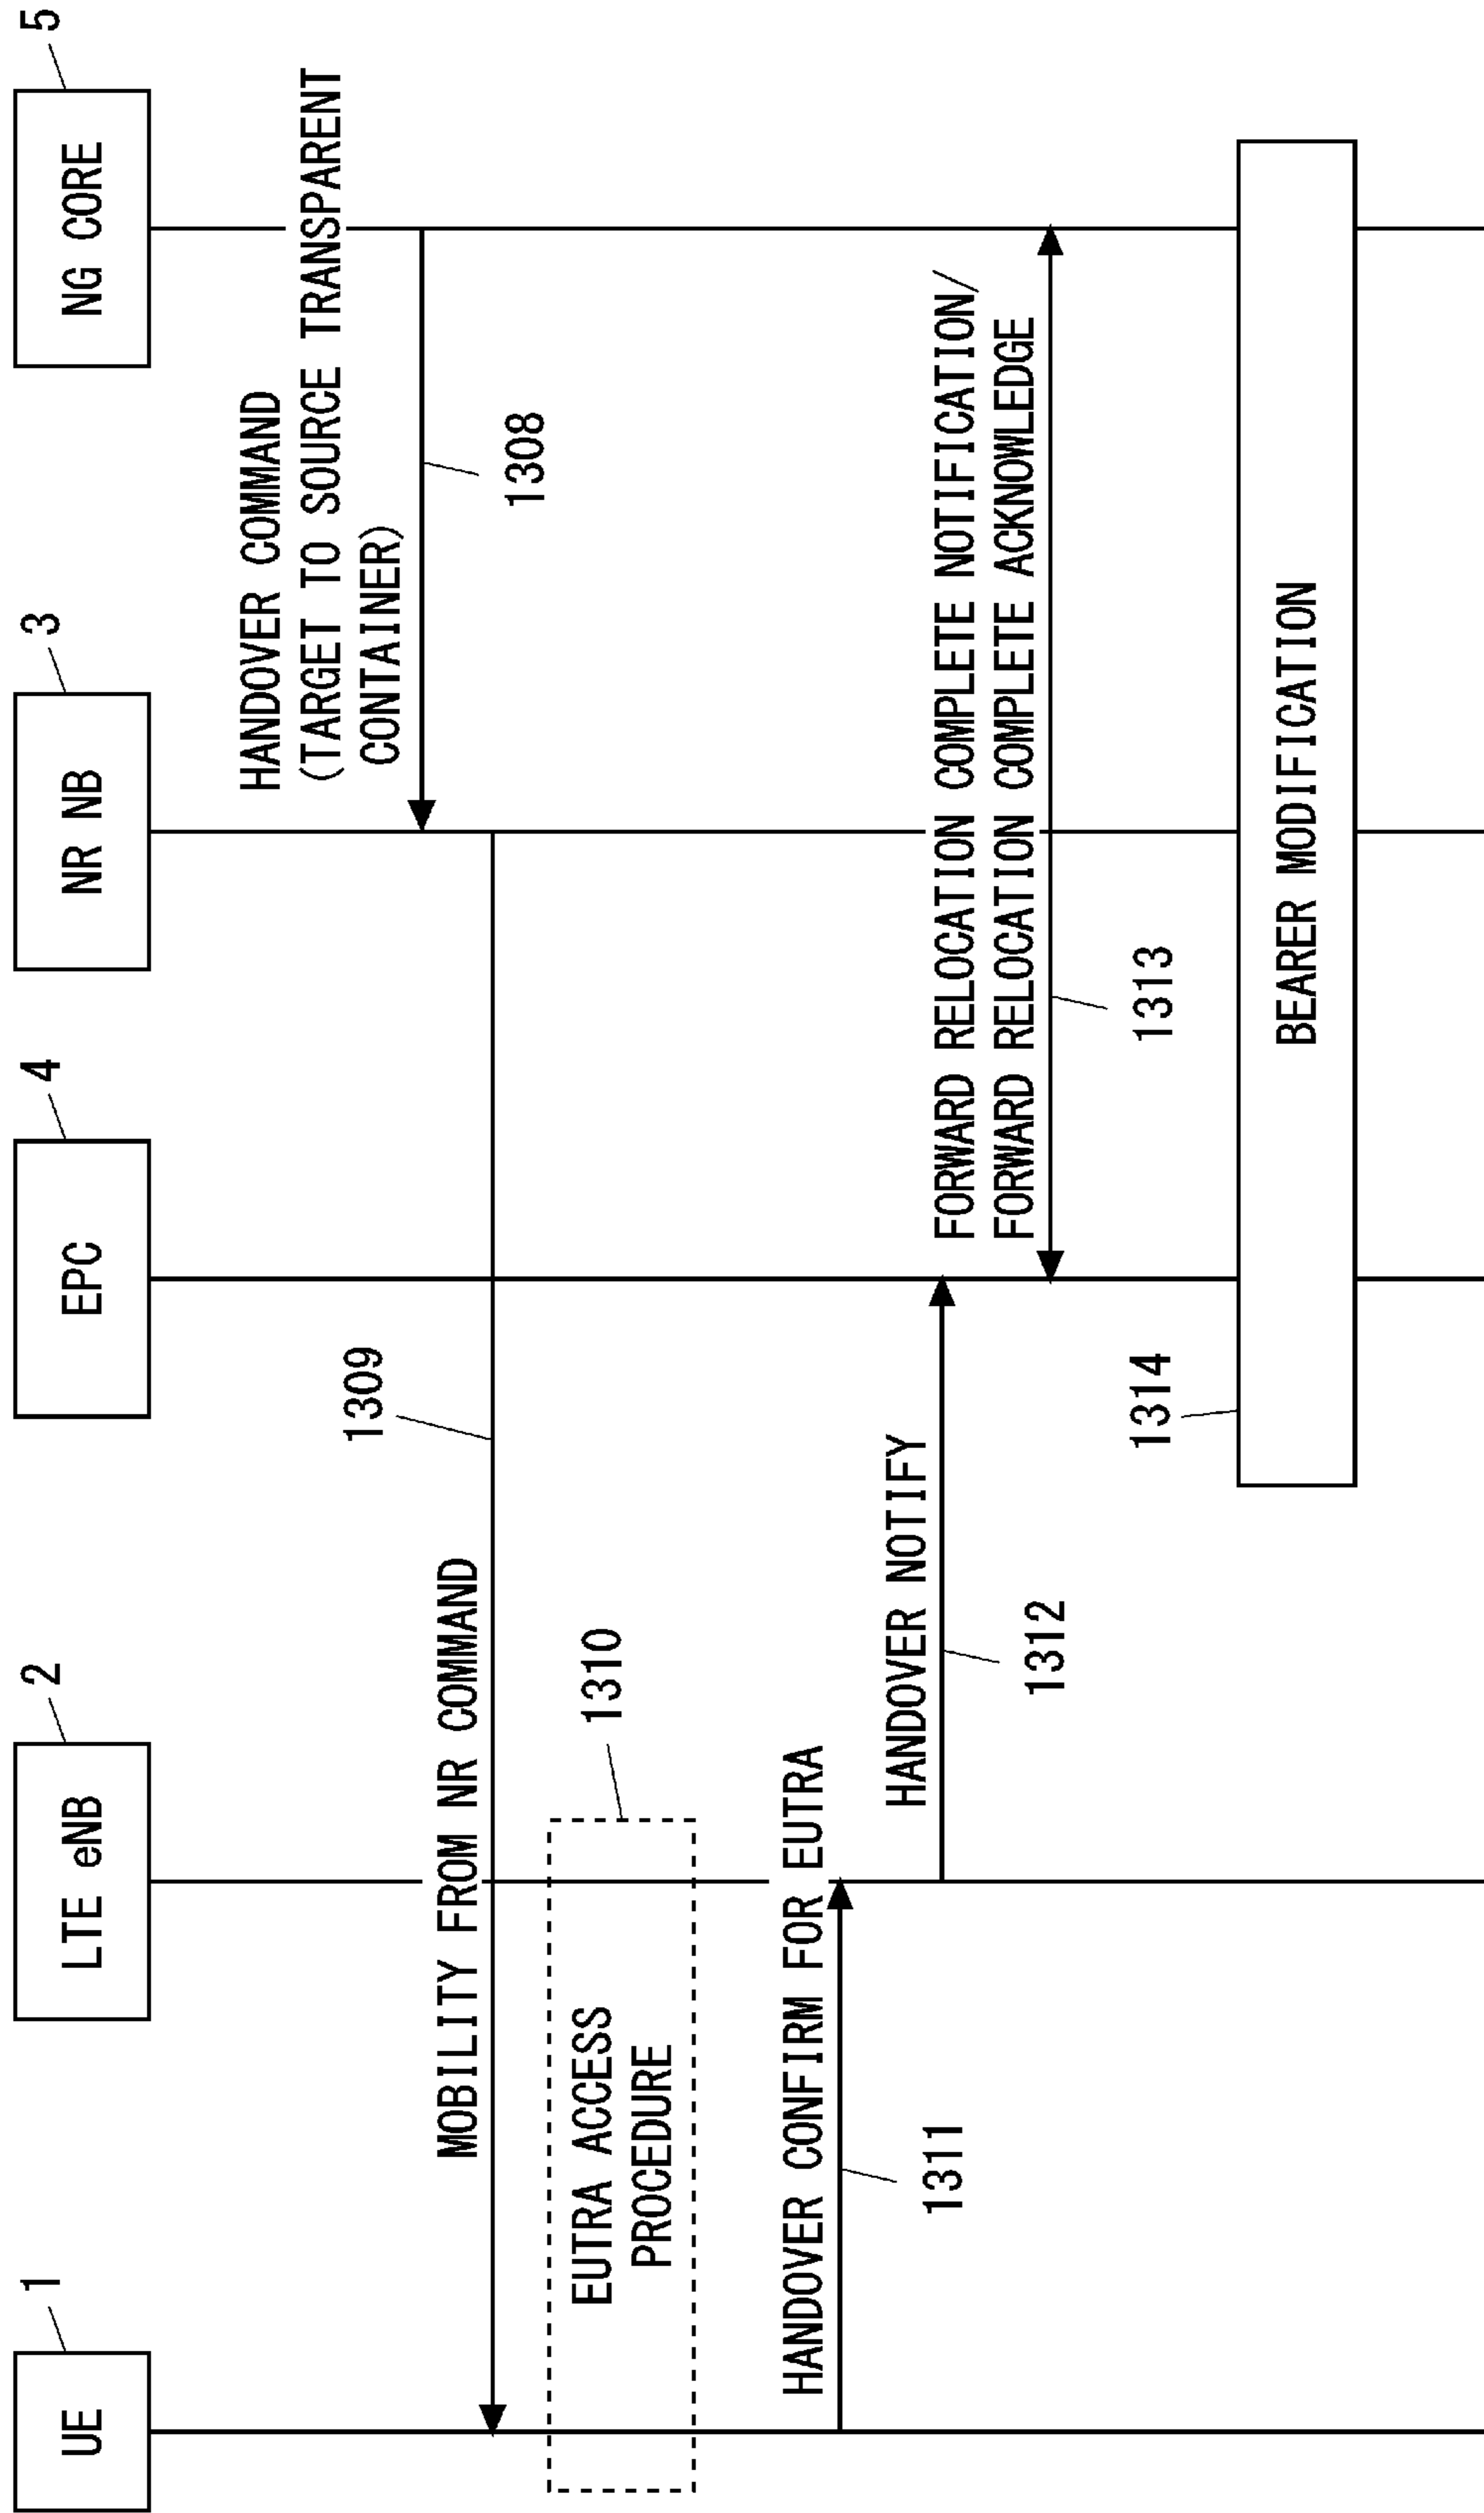 1
2
4
3
5
UE
LTE eNB
EPC
NR NB
NG CORE
HANDOVER COMMAND
(TARGET TO SOURCE TRANSPARENT
CONTAINER)
1308
1309
MOBILITY FROM NR COMMAND
1310
EUTRA ACCESS
PROCEDURE
HANDOVER CONFIRM FOR EUTRA
1311
HANDOVER NOTIFY
1312
FORWARD RELOCATION COMPLETE NOTIFICATION/
FORWARD RELOCATION COMPLETE ACKNOWLEDGE
1313
1314
BEARER MODIFICATION